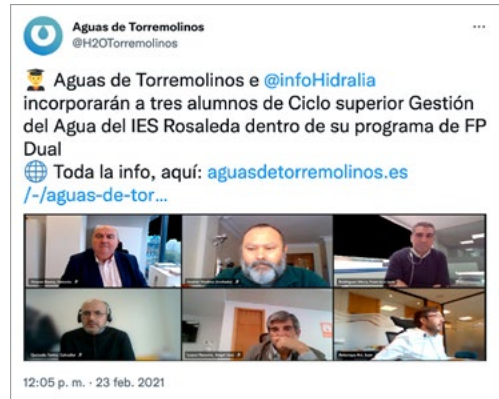 Aguas de Torremolinos
@H2OTorremolinos
Aguas de Torremolinos e @infoHidralia
incorporarán a tres alumnos de Ciclo superior Gestión
del Agua del IES Rosaleda dentro de su programa de FP
Dual
Toda la info, aquí: aguasdetorremolinos.es
/-/aguas-de-tor...
12:05 p. m. · 23 feb. 2021